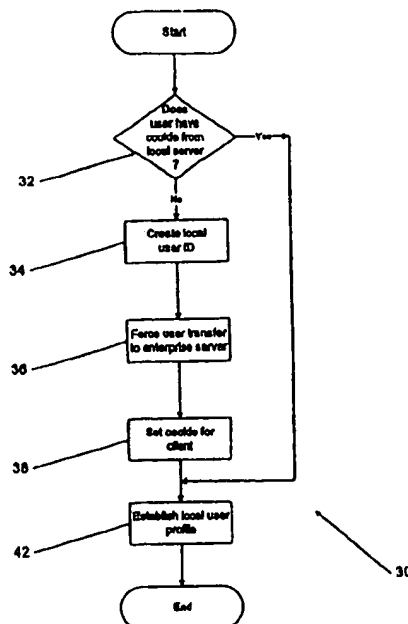 Start
Does
user have
cookie from
local server
?
Yes
32
No
Create local
user ID
34
Force user transfer
to enterprise server
36
Set cookie for
client
38
Establish local user
profile
42
30
End